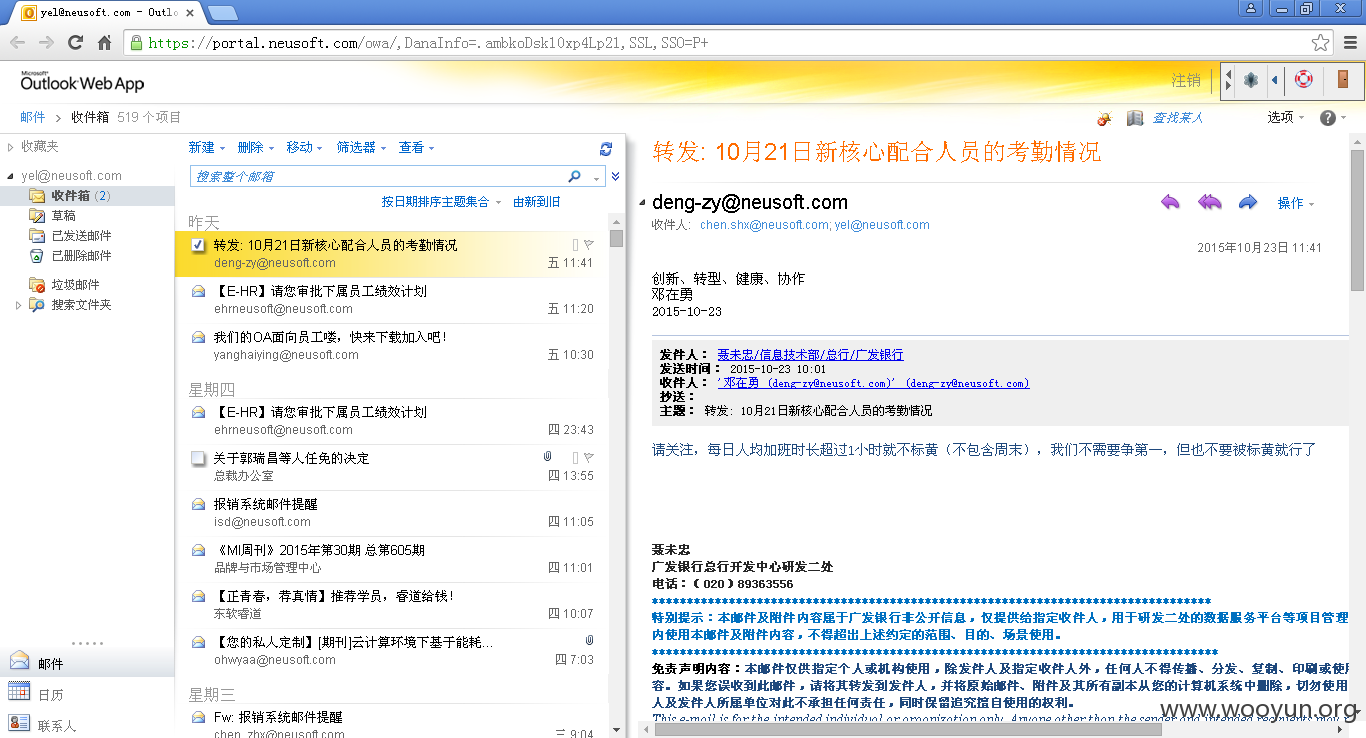 yel@neusoft.com - Outlo
https://portal.neusoft.com/owa/,DanaInfo=.ambkoDsk10xp4Lp21,SSL,SSO=P+
Microsoft
Outlook Web App
注销
邮件 > 收件箱 519 个项目
查找某人
选项
收藏夹
yel@neusoft.com
收件箱 (2)
草稿
已发送邮件
已删除邮件
垃圾邮件
搜索文件夹
邮件
日历
联系人
新建 删除 移动 筛选器 查看
搜索整个邮箱
按日期排序主题集合 由新到旧
昨天
转发: 10月21日新核心配合人员的考勤情况
deng-zy@neusoft.com 五 11:41
【E-HR】请您审批下属员工绩效计划
ehrneusoft@neusoft.com 五 11:20
我们的OA面向员工喽，快来下载加入吧！
yanghaiying@neusoft.com 五 10:30
星期四
【E-HR】请您审批下属员工绩效计划
ehrneusoft@neusoft.com 四 23:43
关于郭瑞昌等人任免的决定
总裁办公室 四 13:55
报销系统邮件提醒
isd@neusoft.com 四 11:05
《MI周刊》2015年第30期 总第605期
品牌与市场管理中心 四 11:01
【正青春，荐真情】推荐学员，睿道给钱！
东软睿道 四 10:07
【您的私人定制】[期刊]云计算环境下基于能耗...
ohwyaa@neusoft.com 四 7:03
星期三
Fw: 报销系统邮件提醒
chen_zhx@neusoft.com 三 9:04
转发: 10月21日新核心配合人员的考勤情况
deng-zy@neusoft.com
操作
收件人: chen.shx@neusoft.com; yel@neusoft.com
2015年10月23日 11:41
创新、转型、健康、协作
邓在勇
2015-10-23
发件人： 聂未忠/信息技术部/总行/广发银行
发送时间： 2015-10-23 10:01
收件人： '邓在勇 (deng-zy@neusoft.com)' (deng-zy@neusoft.com)
抄送：
主题： 转发: 10月21日新核心配合人员的考勤情况
请关注，每日人均加班时长超过1小时就不标黄（不包含周末），我们不需要争第一，但也不要被标黄就行了
聂未忠
广发银行总行开发中心研发二处
电话：（020）89363556
********************************************************************************
特别提示：本邮件及附件内容属于广发银行非公开信息，仅提供给指定收件人，用于研发二处的数据服务平台等项目管理
内使用本邮件及附件内容，不得超出上述约定的范围、目的、场景使用。
*********************************************************************************
免责声明内容：本邮件仅供指定个人或机构使用，除发件人及指定收件人外，任何人不得传播、分发、复制、印刷或使用
容。如果您误收到此邮件，请将其转发到发件人，并将原始邮件、附件及其所有副本从您的计算机系统中删除，切勿使用
人及发件人所属单位对此不承担任何责任，同时保留追究擅自使用的权利。
This e-mail is for the intended individual or organization only. Anyone other than the sender and intended recipients may
www.wooyun.org